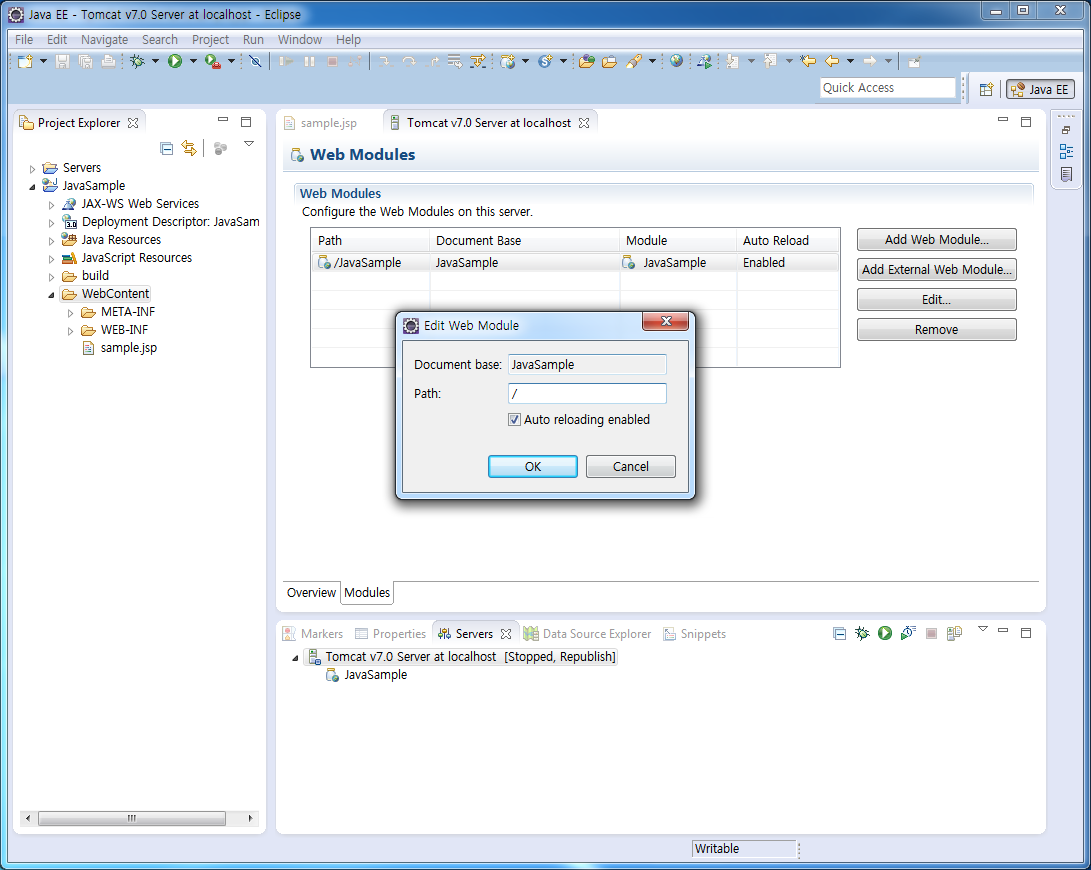 Java EE - Tomcat v7.0 Server at localhost - Eclipse
File Edit Navigate Search Project Run Window Help
Quick Access
Java EE
Project Explorer
Servers
JavaSample
JAX-WS Web Services
3.0 Deployment Descriptor: JavaSam
Java Resources
JavaScript Resources
build
WebContent
META-INF
WEB-INF
sample.jsp
sample.jsp Tomcat v7.0 Server at localhost
Web Modules
Web Modules
Configure the Web Modules on this server.
Path Document Base Module Auto Reload
/JavaSample JavaSample JavaSample Enabled
Add Web Module...
Add External Web Module...
Edit...
Remove
Edit Web Module
Document base: JavaSample
Path: /
Auto reloading enabled
OK Cancel
Overview Modules
Markers Properties Servers Data Source Explorer Snippets
Tomcat v7.0 Server at localhost [Stopped, Republish]
JavaSample
Writable